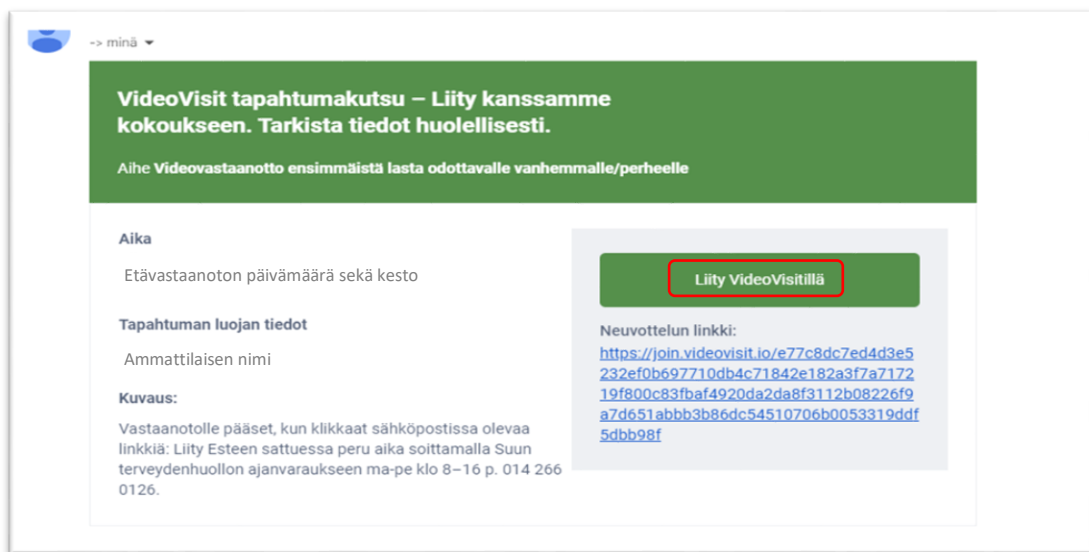 -> minä
VideoVisit tapahtumakutsu – Liity kanssamme
kokoukseen. Tarkista tiedot huolellisesti.
Aihe Videovastaanotto ensimmäistä lasta odottavalle vanhemmalle/perheelle
Aika
Etävastaanoton päivämäärä sekä kesto
Tapahtuman luojan tiedot
Ammattilaisen nimi
Kuvaus:
Vastaanotolle pääset, kun klikkaat sähköpostissa olevaa
linkkiä: Liity Esteen sattuessa peru aika soittamalla Suun
terveydenhuollon ajanvaraukseen ma-pe klo 8–16 p. 014 266
0126.
Liity VideoVisitillä
Neuvottelun linkki:
https://join.videovisit.io/e77c8dc7ed4d3e5
232ef0b697710db4c71842e182a3f7a7172
19f800c83fbaf4920da2da8f3112b08226f9
a7d651abbb3b86dc54510706b0053319ddf
5dbb98f